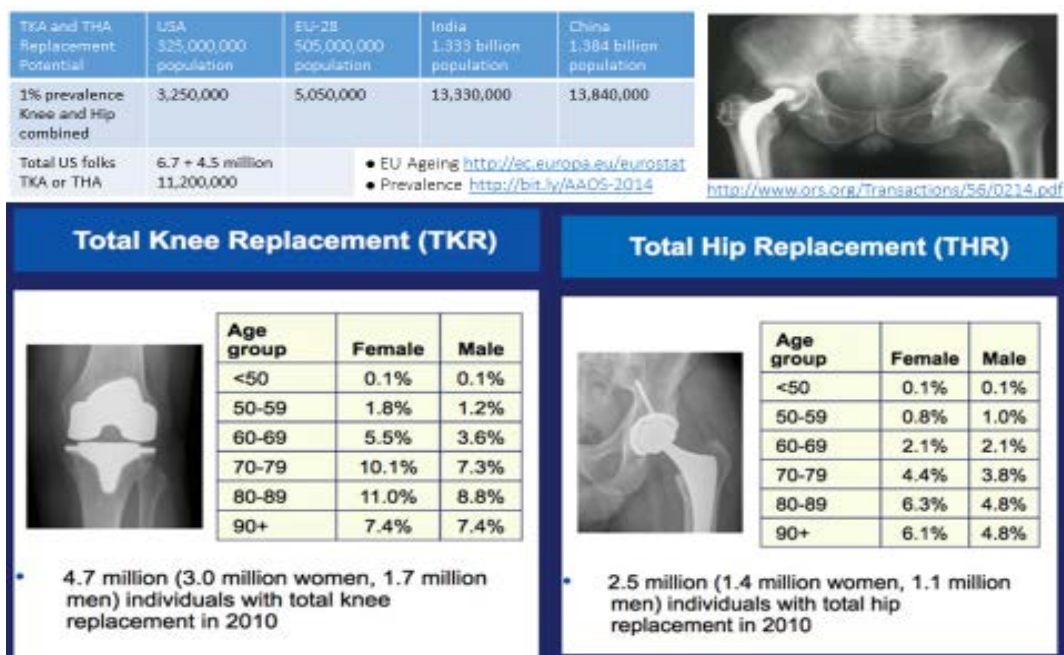 TKA and THA Replacement Potential
USA 325,000,000 population
EU-28 505,000,000 population
India 1.333 billion population
China 1.384 billion population
1% prevalence Knee and Hip combined
3,250,000
5,050,000
13,330,000
13,840,000
Total US folks TKA or THA
6.7 + 4.5 million 11,200,000
● EU Ageing http://ec.europa.eu/eurostat
● Prevalence http://bit.ly/AAOS-2014
http://www.ors.org/Transactions/56/0214.pdf
Total Knee Replacement (TKR)
Age group Female Male
<50 0.1% 0.1%
50-59 1.8% 1.2%
60-69 5.5% 3.6%
70-79 10.1% 7.3%
80-89 11.0% 8.8%
90+ 7.4% 7.4%
• 4.7 million (3.0 million women, 1.7 million
men) individuals with total knee
replacement in 2010
Total Hip Replacement (THR)
Age group Female Male
<50 0.1% 0.1%
50-59 0.8% 1.0%
60-69 2.1% 2.1%
70-79 4.4% 3.8%
80-89 6.3% 4.8%
90+ 6.1% 4.8%
• 2.5 million (1.4 million women, 1.1 million
men) individuals with total hip
replacement in 2010